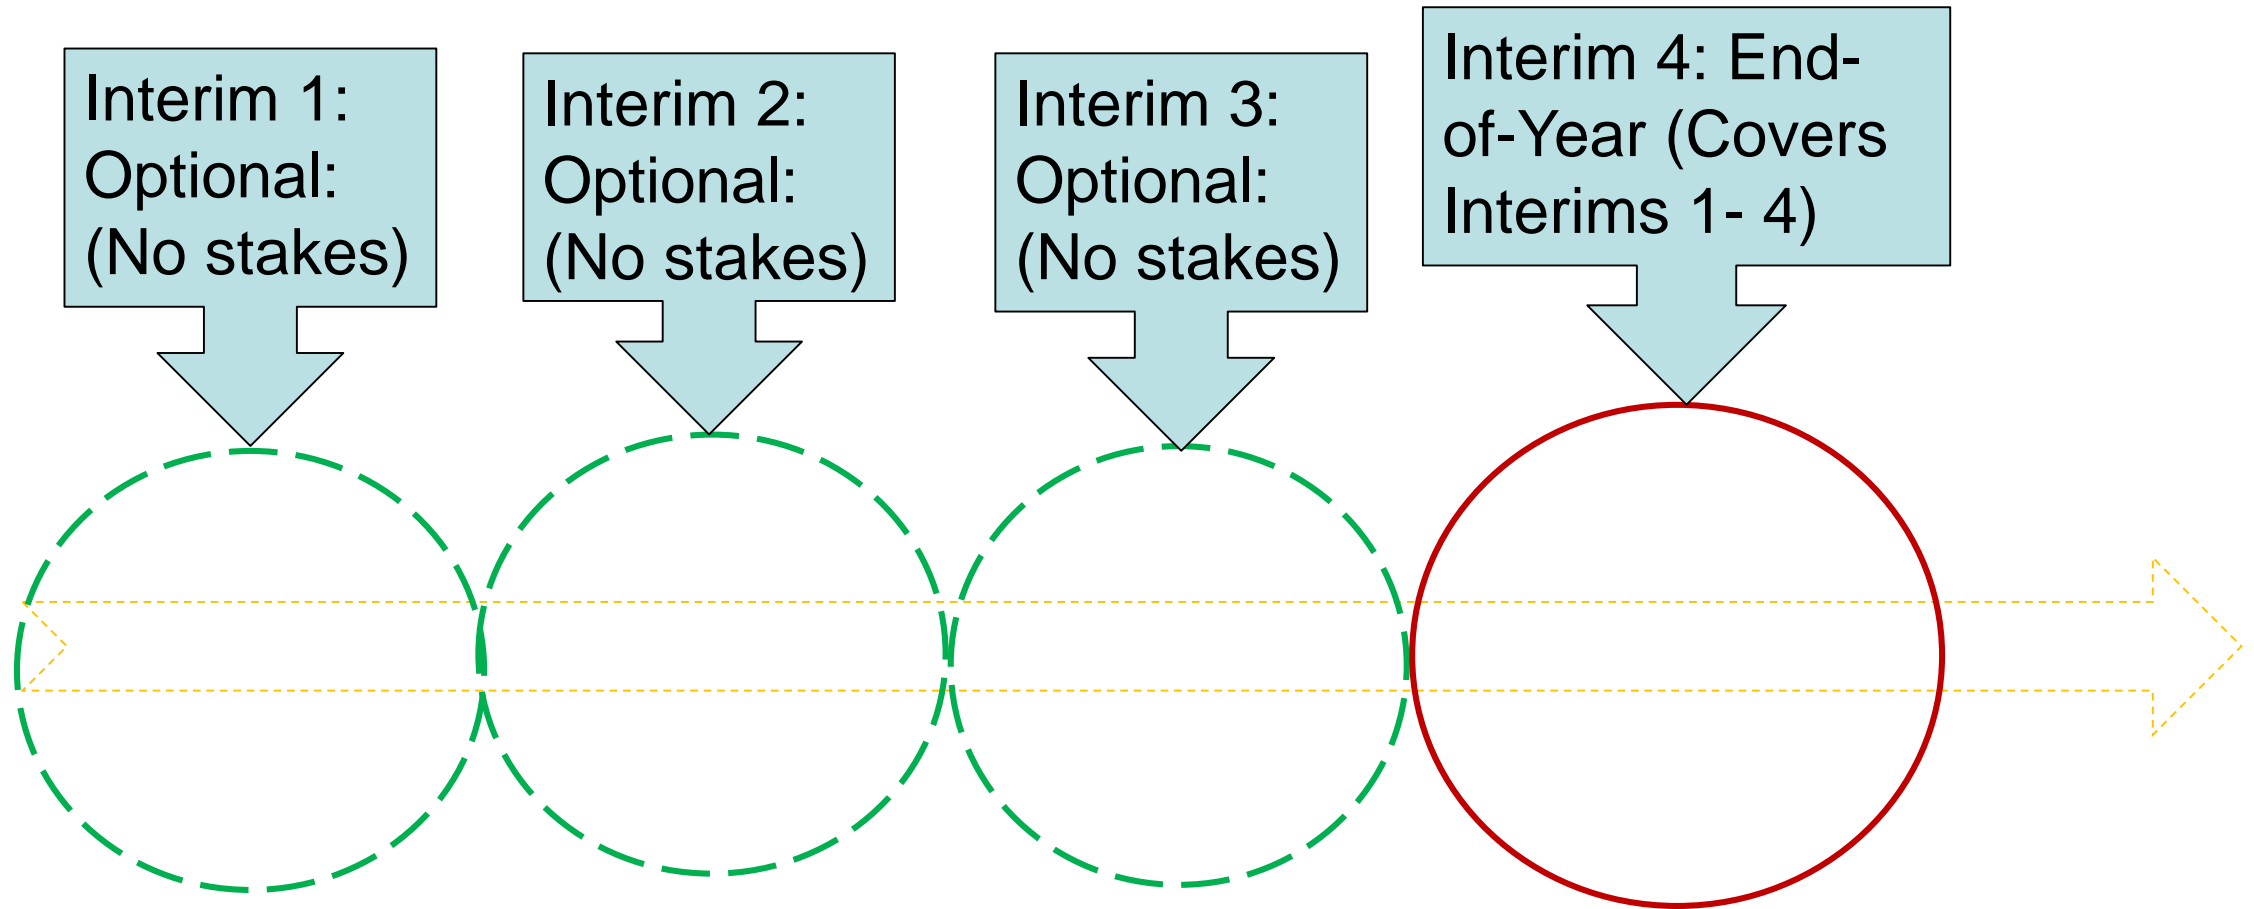 Interim 1:
Optional:
(No stakes)
Interim 2:
Optional:
(No stakes)
Interim 3:
Optional:
(No stakes)
Interim 4: End-
of-Year (Covers
Interims 1- 4)